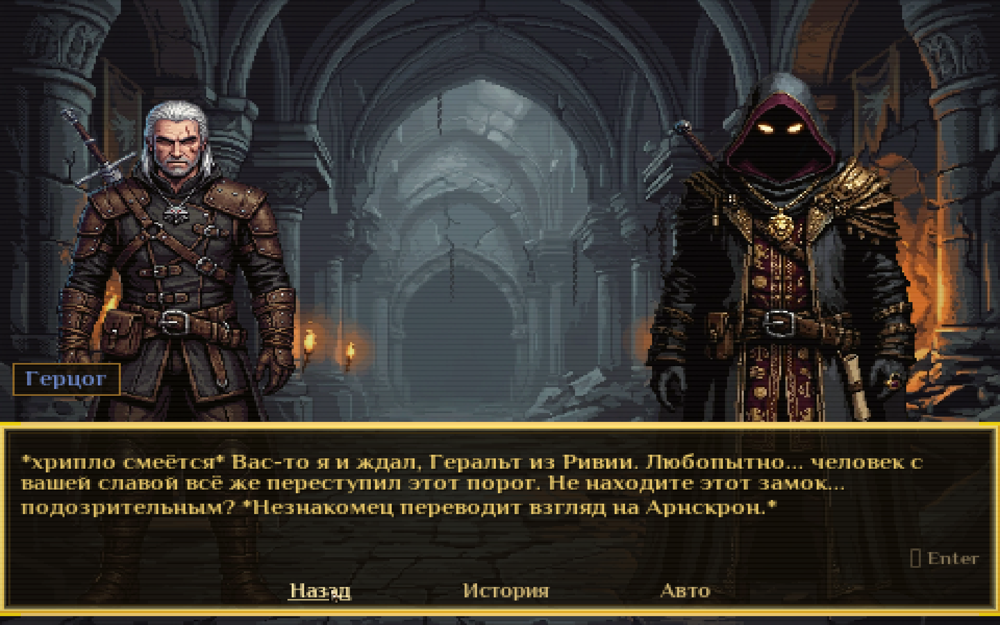 Герцог
*хрипло смеётся* Вас-то я и ждал, Геральт из Ривии. Любопытно... человек с
вашей славой всё же переступил этот порог. Не находите этот замок...
подозрительным? *Незнакомец переводит взгляд на Арнскрон.*
Enter
Назад История Авто